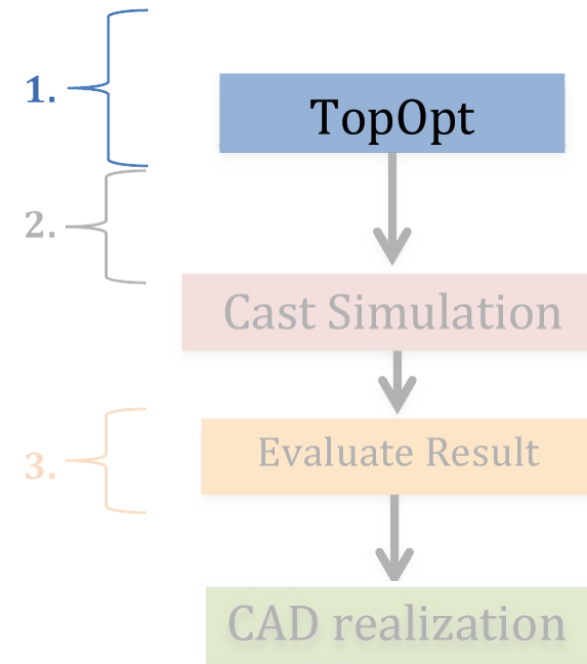 1.
TopOpt
2.
Cast Simulation
3.
Evaluate Result
CAD realization